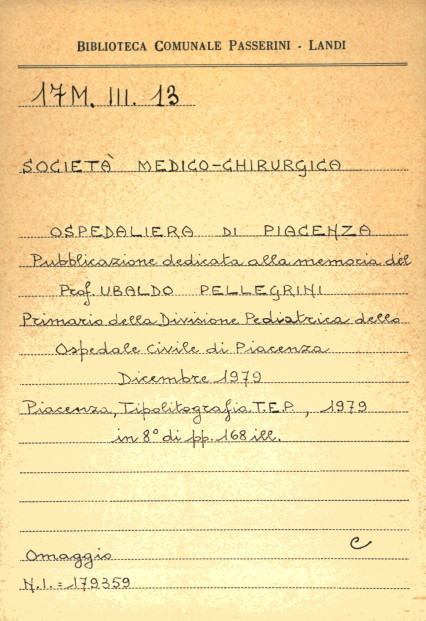 BIBLIOTECA COMUNALE PASSERINI - LANDI
17M. III. 13
SOCIETÀ MEDICO-CHIRURGICA
OSPEDALIERA DI PIACENZA
Pubblicazione dedicata alla memoria del
Prof. UBALDO PELLEGRINI
Primario della Divisione Pediatrica dello
Ospedale Civile di Piacenza
Dicembre 1979
Piacenza, Tipolitografia T.E.P., 1979
in 8° di pp. 168 ill.
C
Omaggio
N.I. = 179359